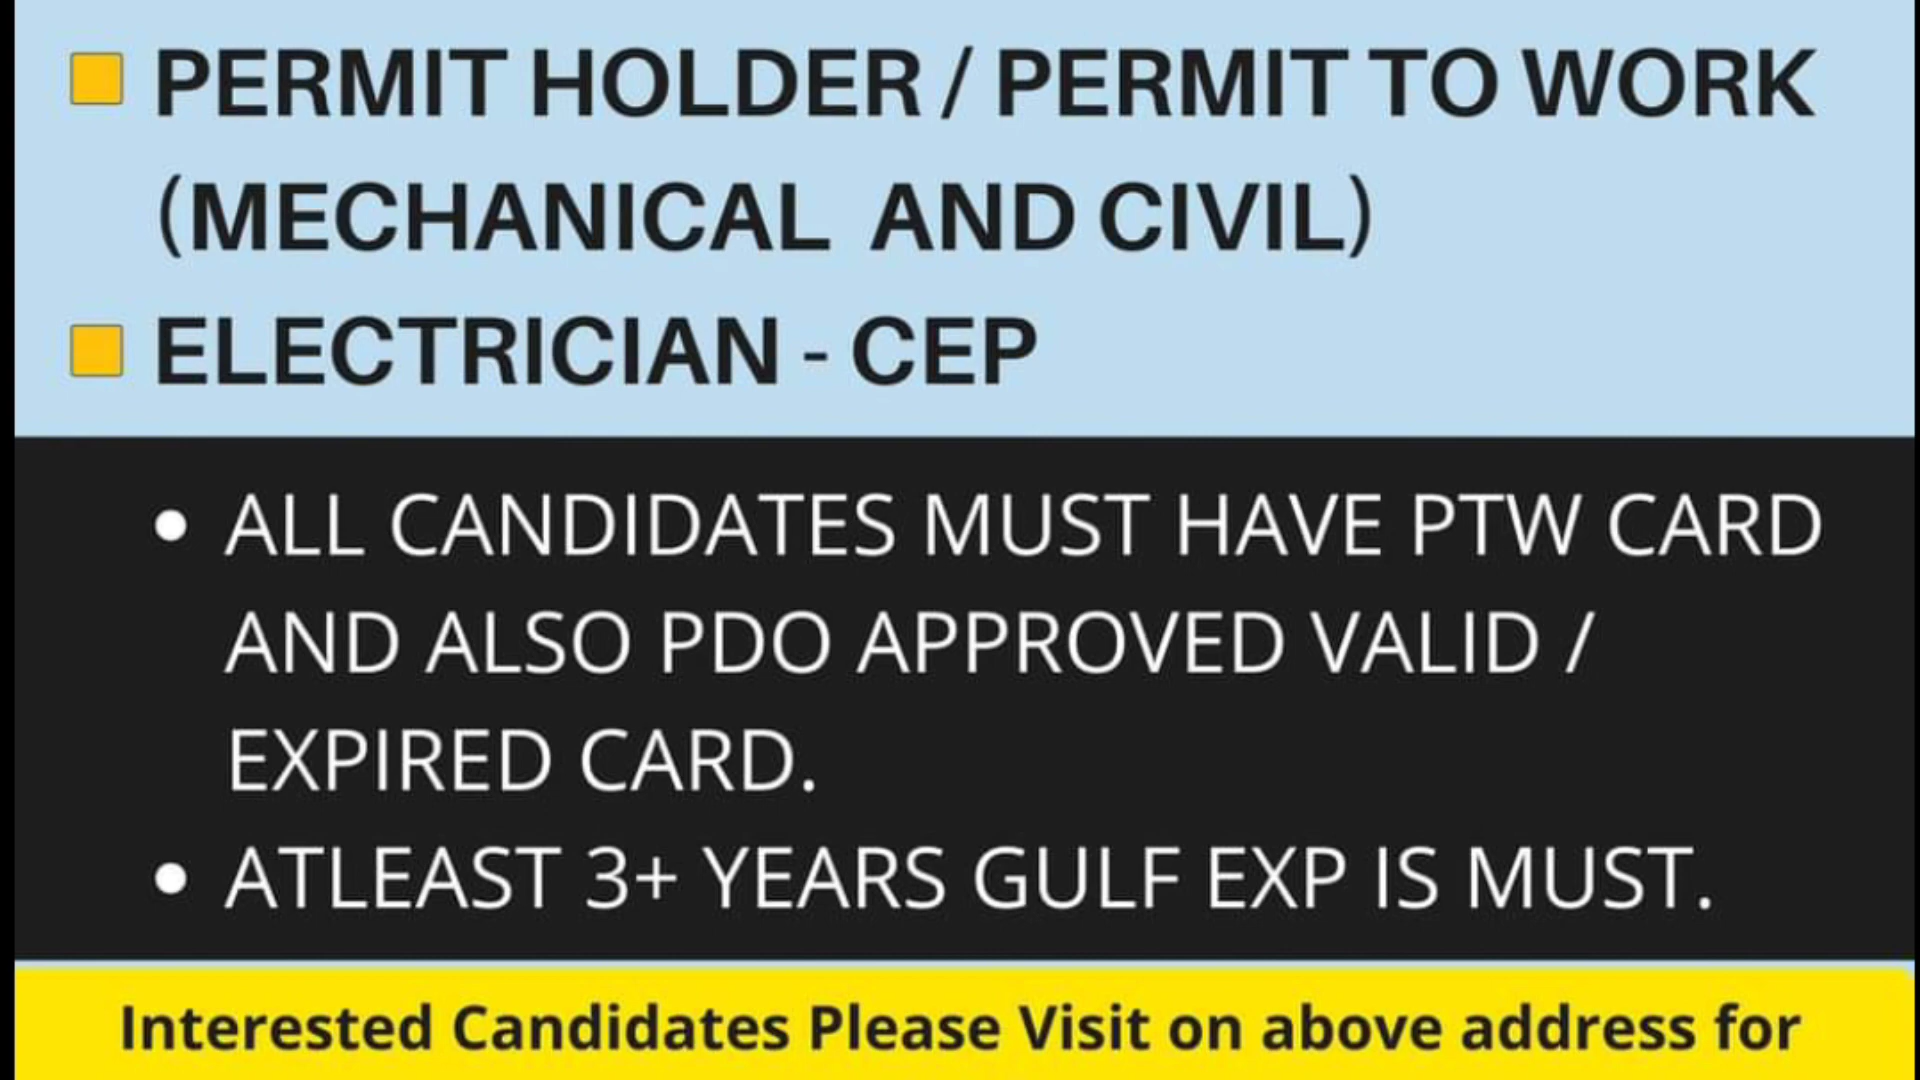 PERMIT HOLDER / PERMIT TO WORK
(MECHANICAL AND CIVIL)
ELECTRICIAN - CEP
• ALL CANDIDATES MUST HAVE PTW CARD
AND ALSO PDO APPROVED VALID /
EXPIRED CARD.
• ATLEAST 3+ YEARS GULF EXP IS MUST.
Interested Candidates Please Visit on above address for